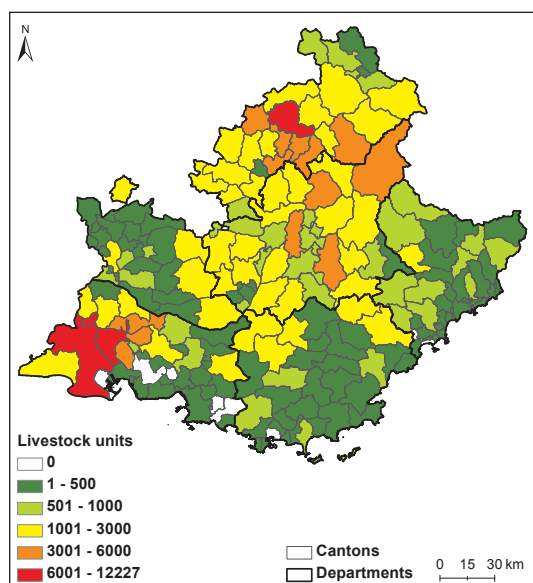 N
Livestock units
0
1 - 500
501 - 1000
1001 - 3000
3001 - 6000
6001 - 12227
Cantons
Departments
0 15 30 km